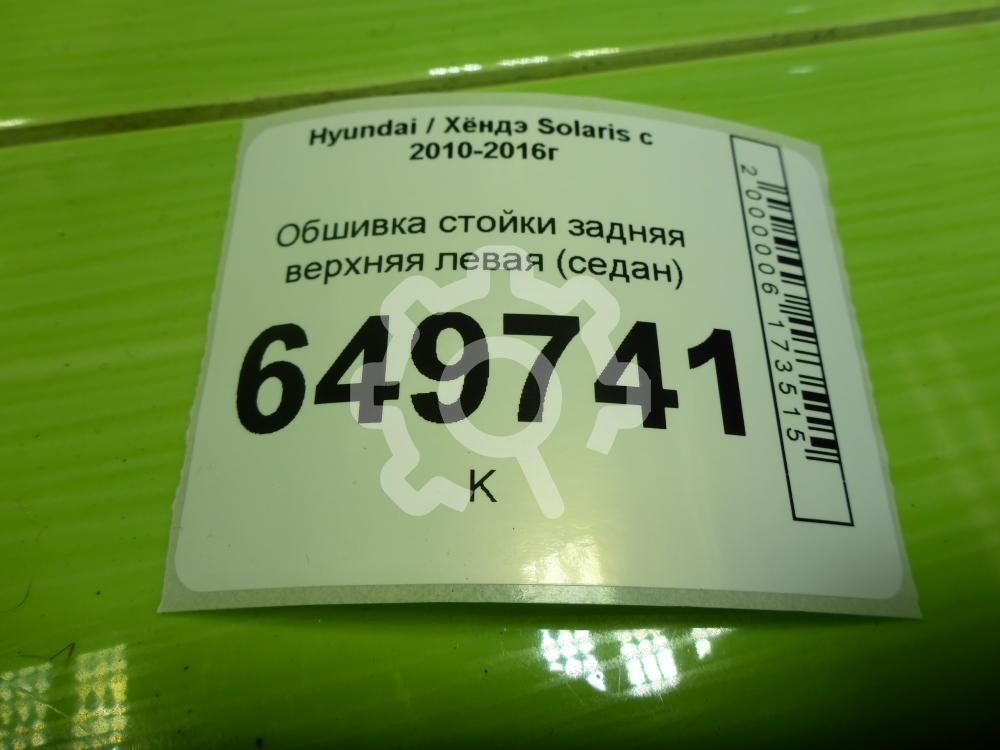 Hyundai / Хёндэ Solaris с
2010-2016г
Обшивка стойки задняя
верхняя левая (седан)
649741
К
2000006173515